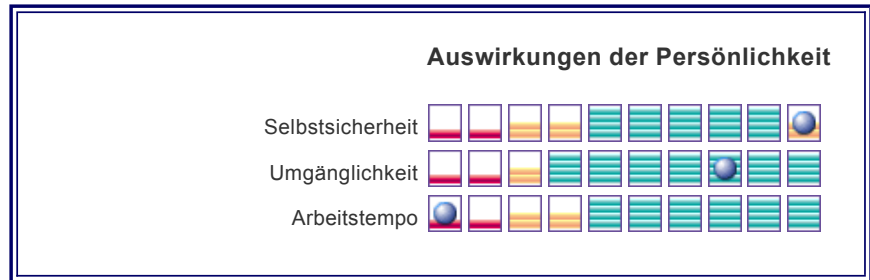 Auswirkungen der Persönlichkeit
Selbstsicherheit
Umgänglichkeit
Arbeitstempo